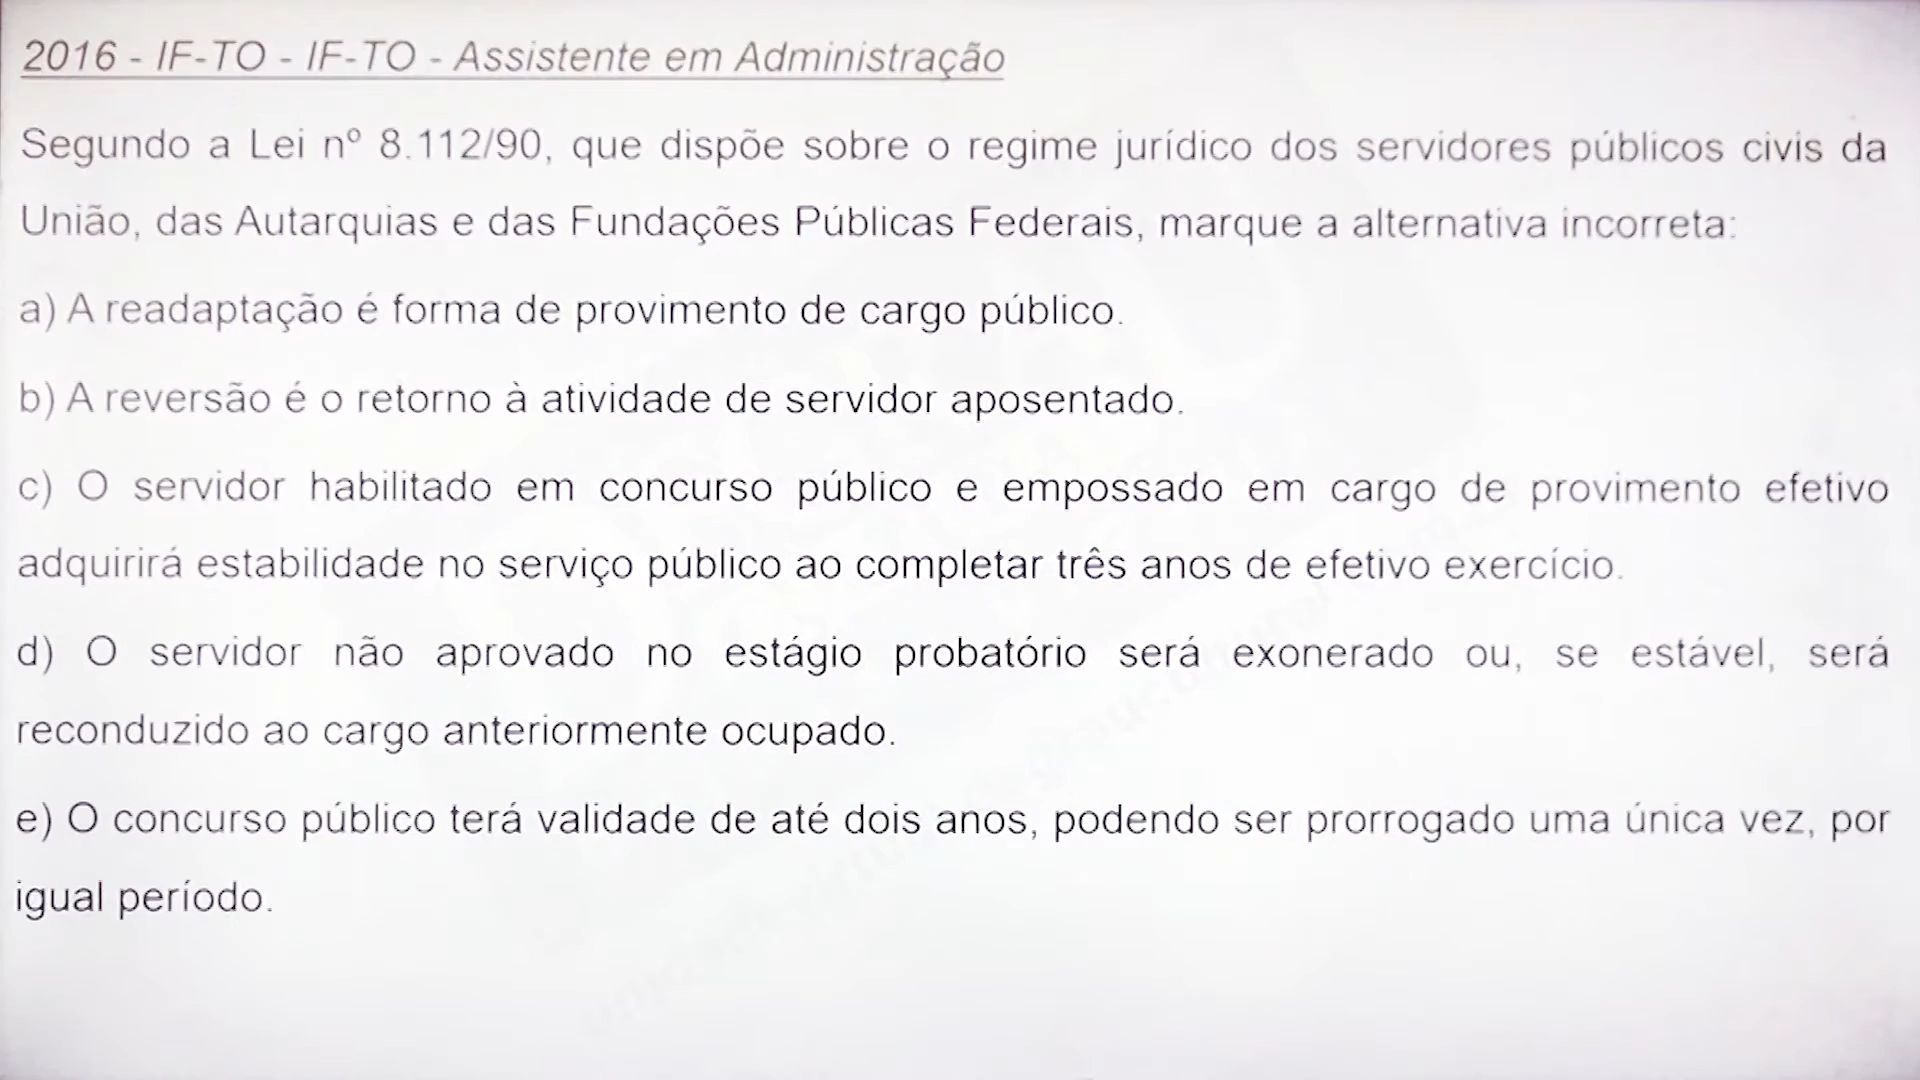 2016 - IF-TO - IF-TO - Assistente em Administração
Segundo a Lei nº 8.112/90, que dispõe sobre o regime jurídico dos servidores públicos civis da
União, das Autarquias e das Fundações Públicas Federais, marque a alternativa incorreta:
a) A readaptação é forma de provimento de cargo público.
b) A reversão é o retorno à atividade de servidor aposentado.
c) O servidor habilitado em concurso público e empossado em cargo de provimento efetivo
adquirirá estabilidade no serviço público ao completar três anos de efetivo exercício.
d) O servidor não aprovado no estágio probatório será exonerado ou, se estável, será
reconduzido ao cargo anteriormente ocupado.
e) O concurso público terá validade de até dois anos, podendo ser prorrogado uma única vez, por
igual período.